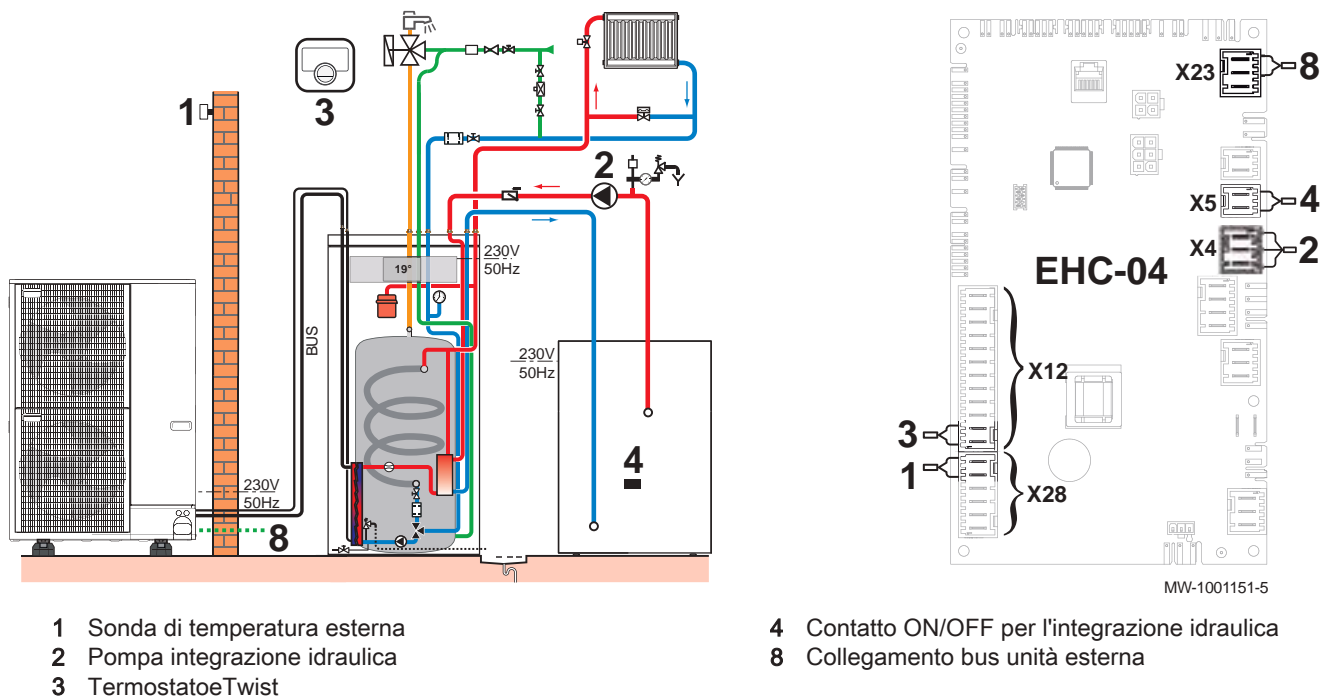 1
3
2
230V
50Hz
19°
BUS
230V
50Hz
230V
50Hz
4
8
X23
8
X5
4
X4
2
EHC-04
X12
3
1
X28
MW-1001151-5
1 Sonda di temperatura esterna
2 Pompa integrazione idraulica
3 TermostatoeTwist
4 Contatto ON/OFF per l'integrazione idraulica
8 Collegamento bus unità esterna